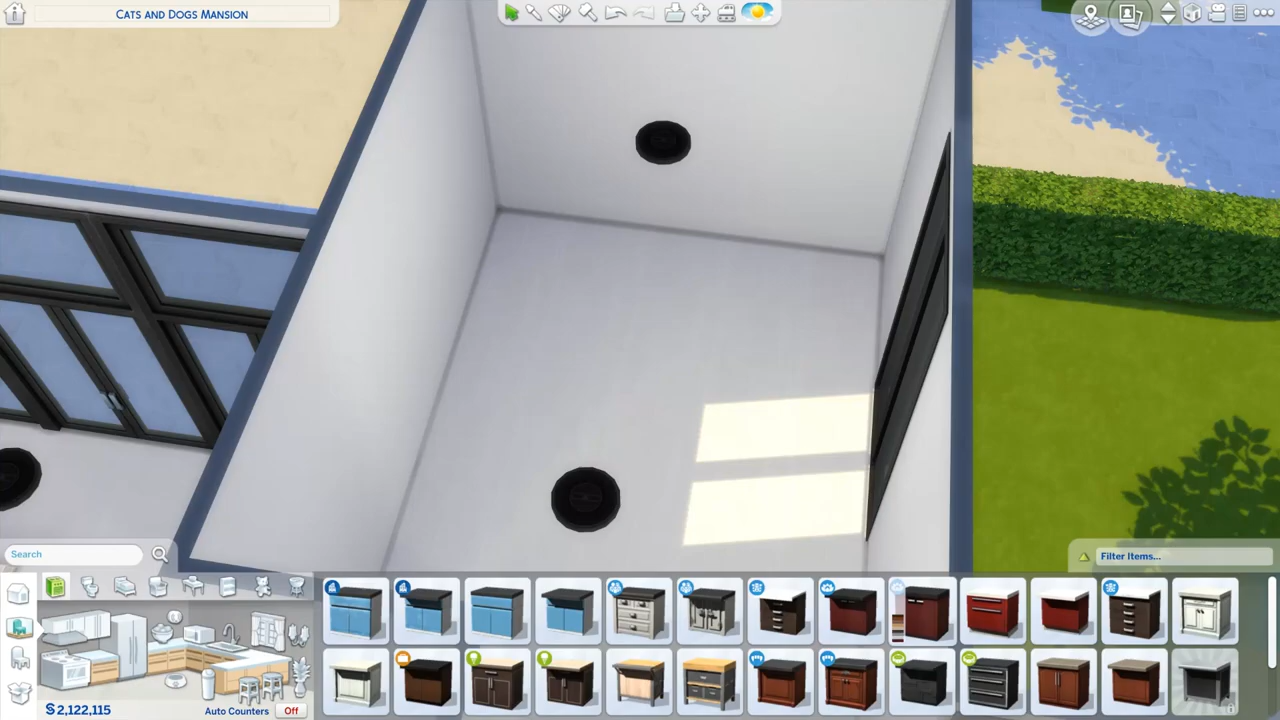 CATS AND DOGS MANSION
Search
Filter Items...
§2,122,115
Auto Counters
Off